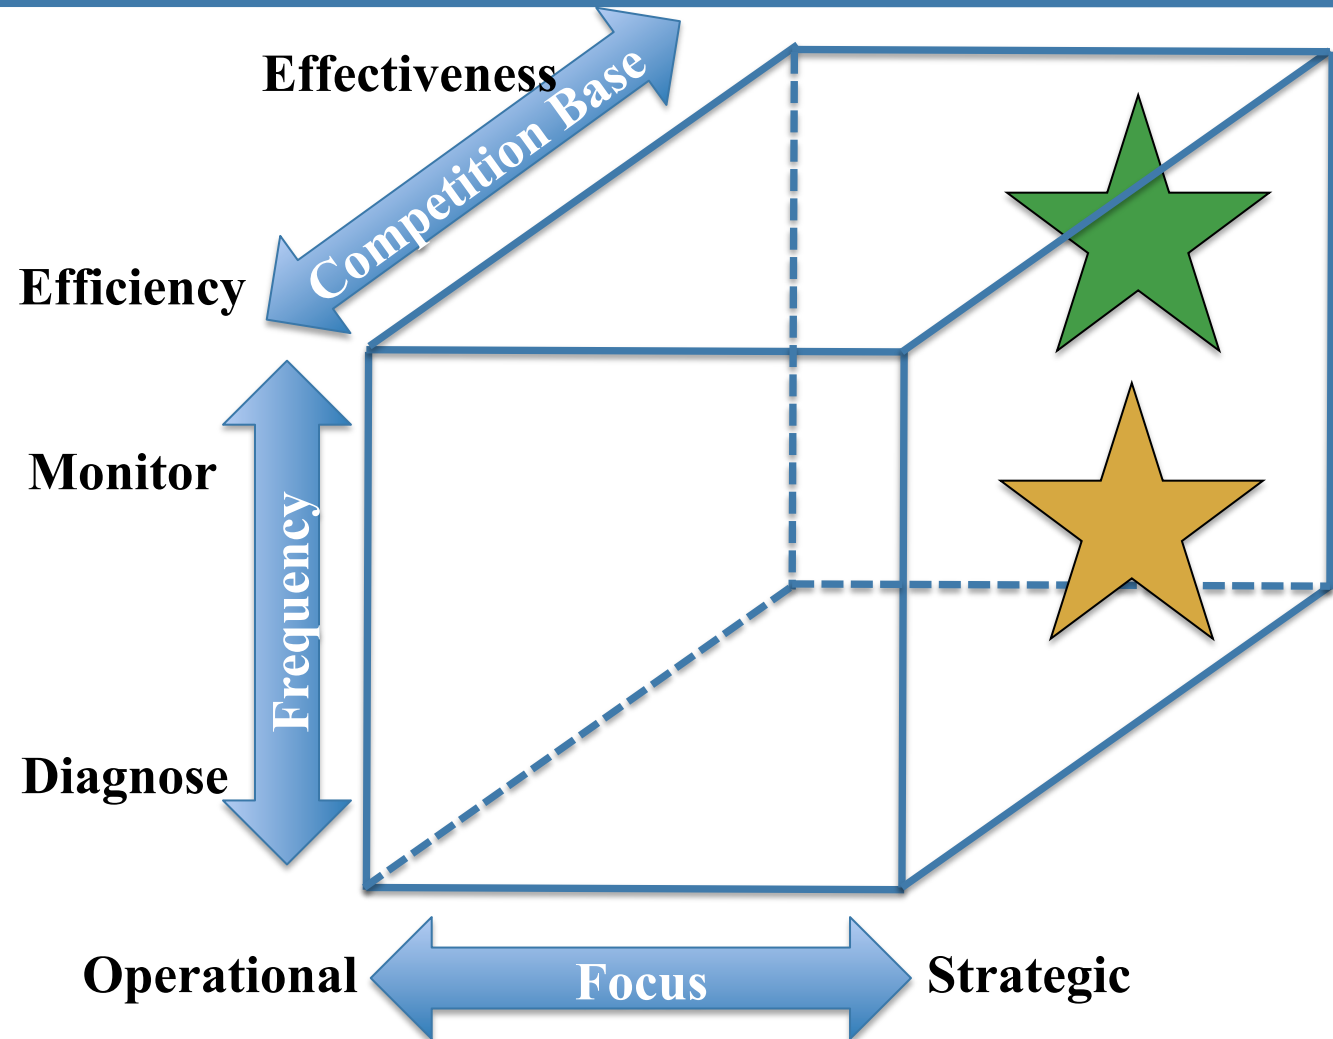 Effectiveness
Competition Base
Efficiency
Monitor
Frequency
Diagnose
Operational
Focus
Strategic